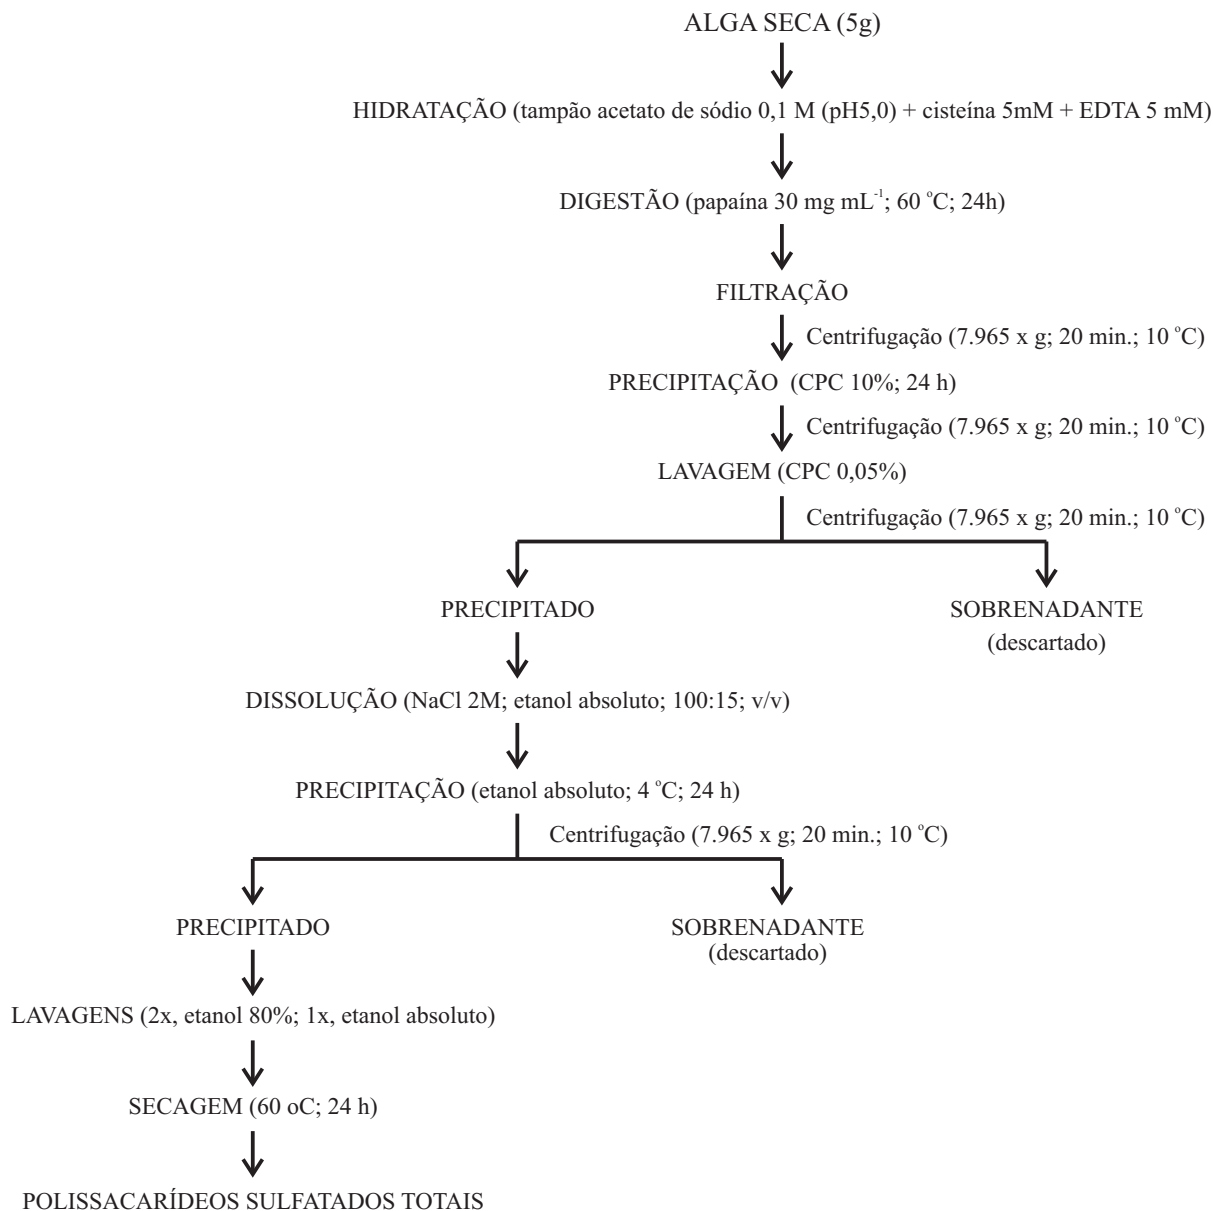 ALGA SECA (5g)
HIDRATAÇÃO (tampão acetato de sódio 0,1 M (pH5,0) + cisteína 5mM + EDTA 5 mM)
DIGESTÃO (papaína 30 mg mL⁻¹; 60 °C; 24h)
FILTRAÇÃO
Centrifugação (7.965 x g; 20 min.; 10 °C)
PRECIPITAÇÃO (CPC 10%; 24 h)
Centrifugação (7.965 x g; 20 min.; 10 °C)
LAVAGEM (CPC 0,05%)
Centrifugação (7.965 x g; 20 min.; 10 °C)
PRECIPITADO
SOBRENADANTE
(descartado)
DISSOLUÇÃO (NaCl 2M; etanol absoluto; 100:15; v/v)
PRECIPITAÇÃO (etanol absoluto; 4 °C; 24 h)
Centrifugação (7.965 x g; 20 min.; 10 °C)
PRECIPITADO
SOBRENADANTE
(descartado)
LAVAGENS (2x, etanol 80%; 1x, etanol absoluto)
SECAGEM (60 oC; 24 h)
POLISSACARÍDEOS SULFATADOS TOTAIS